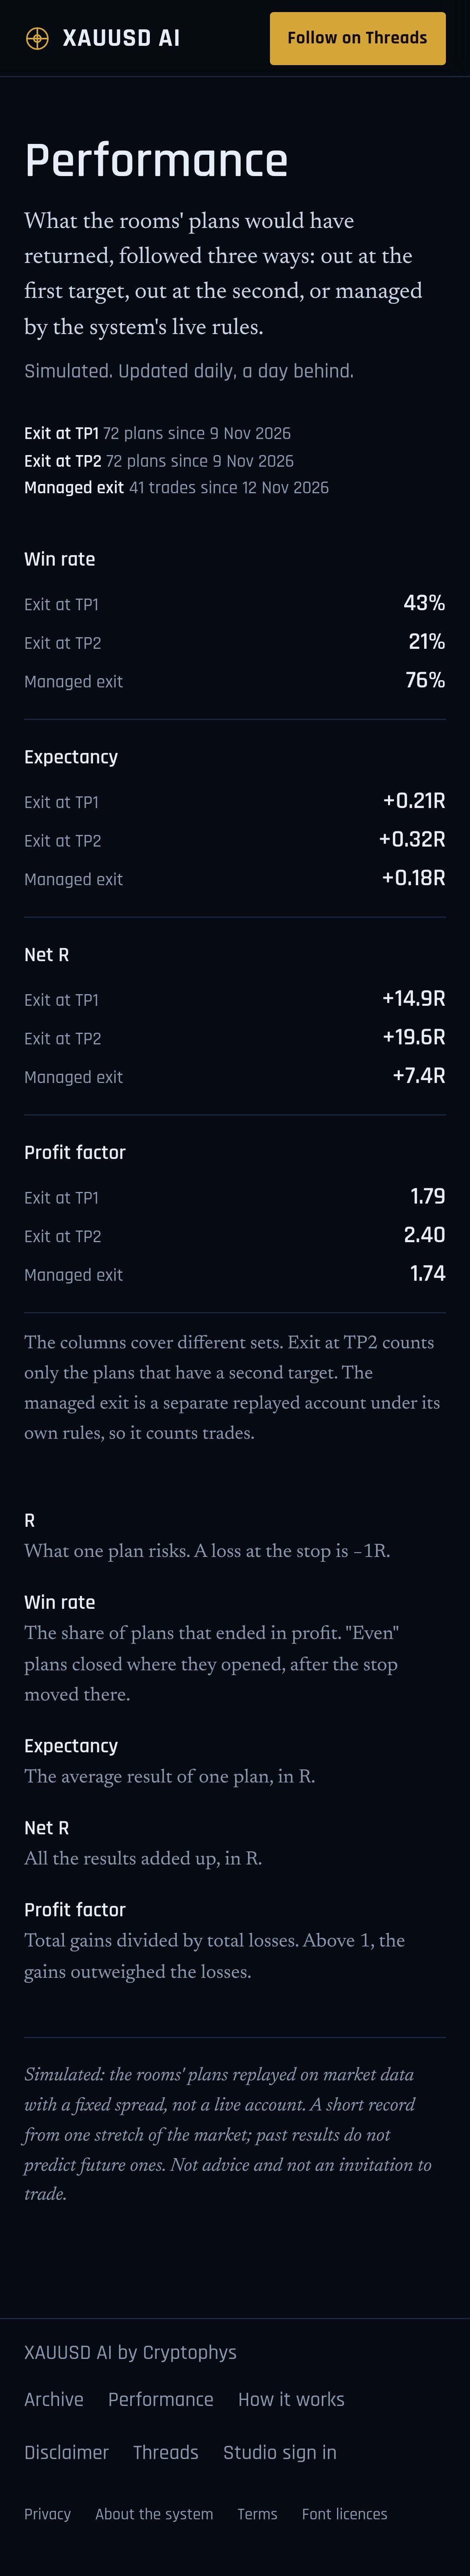 XAUUSD AI
Follow on Threads
Performance
What the rooms' plans would have
returned, followed three ways: out at the
first target, out at the second, or managed
by the system's live rules.
Simulated. Updated daily, a day behind.
Exit at TP1 72 plans since 9 Nov 2026
Exit at TP2 72 plans since 9 Nov 2026
Managed exit 41 trades since 12 Nov 2026
Win rate
Exit at TP1 43%
Exit at TP2 21%
Managed exit 76%
Expectancy
Exit at TP1 +0.21R
Exit at TP2 +0.32R
Managed exit +0.18R
Net R
Exit at TP1 +14.9R
Exit at TP2 +19.6R
Managed exit +7.4R
Profit factor
Exit at TP1 1.79
Exit at TP2 2.40
Managed exit 1.74
The columns cover different sets. Exit at TP2 counts
only the plans that have a second target. The
managed exit is a separate replayed account under its
own rules, so it counts trades.
R
What one plan risks. A loss at the stop is −1R.
Win rate
The share of plans that ended in profit. "Even"
plans closed where they opened, after the stop
moved there.
Expectancy
The average result of one plan, in R.
Net R
All the results added up, in R.
Profit factor
Total gains divided by total losses. Above 1, the
gains outweighed the losses.
Simulated: the rooms' plans replayed on market data
with a fixed spread, not a live account. A short record
from one stretch of the market; past results do not
predict future ones. Not advice and not an invitation to
trade.
XAUUSD AI by Cryptophys
Archive Performance How it works
Disclaimer Threads Studio sign in
Privacy About the system Terms Font licences